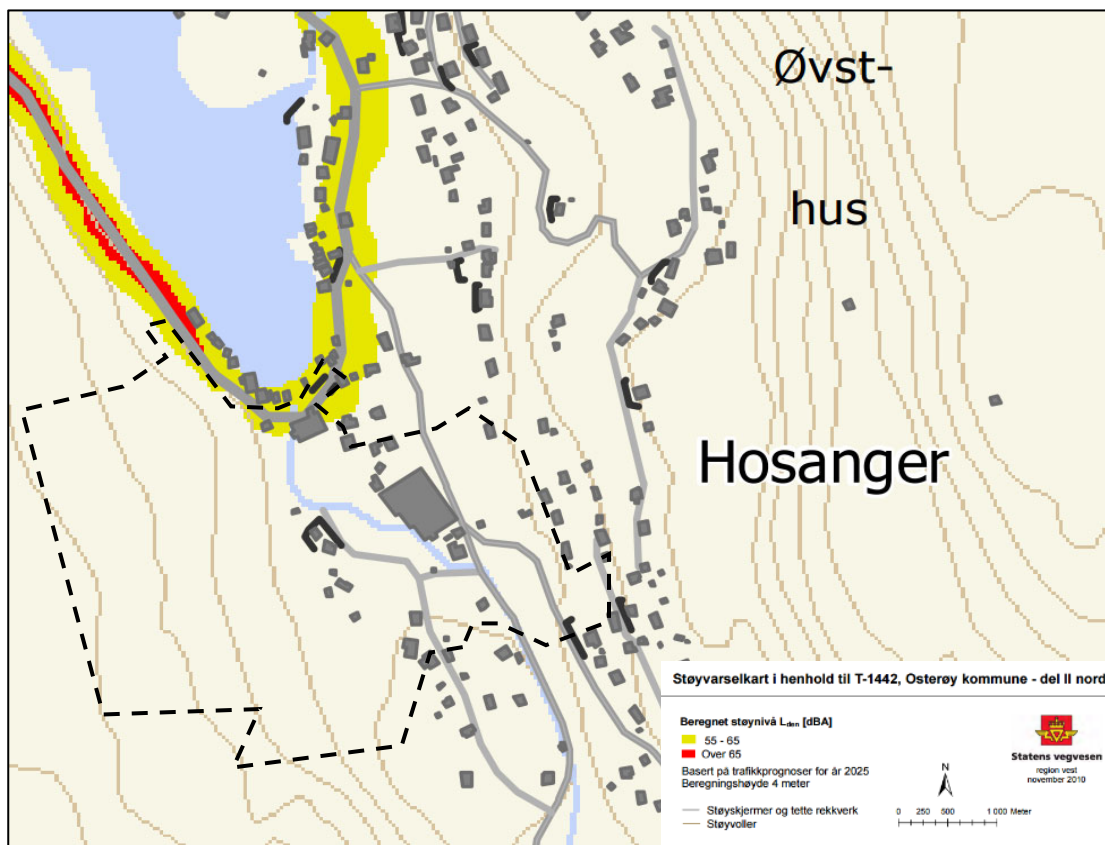 Øvst-
hus
Hosanger
Støyvarselkart i henhold til T-1442, Osterøy kommune - del II nord
Beregnet støynivå Lden [dBA]
55 - 65
Over 65
Basert på trafikkprognoser for år 2025
Beregningshøyde 4 meter
Støyskjermer og tette rekkverk
Støyvoller
N
0 250 500 1 000 Meter
Statens vegvesen
region vest
november 2010